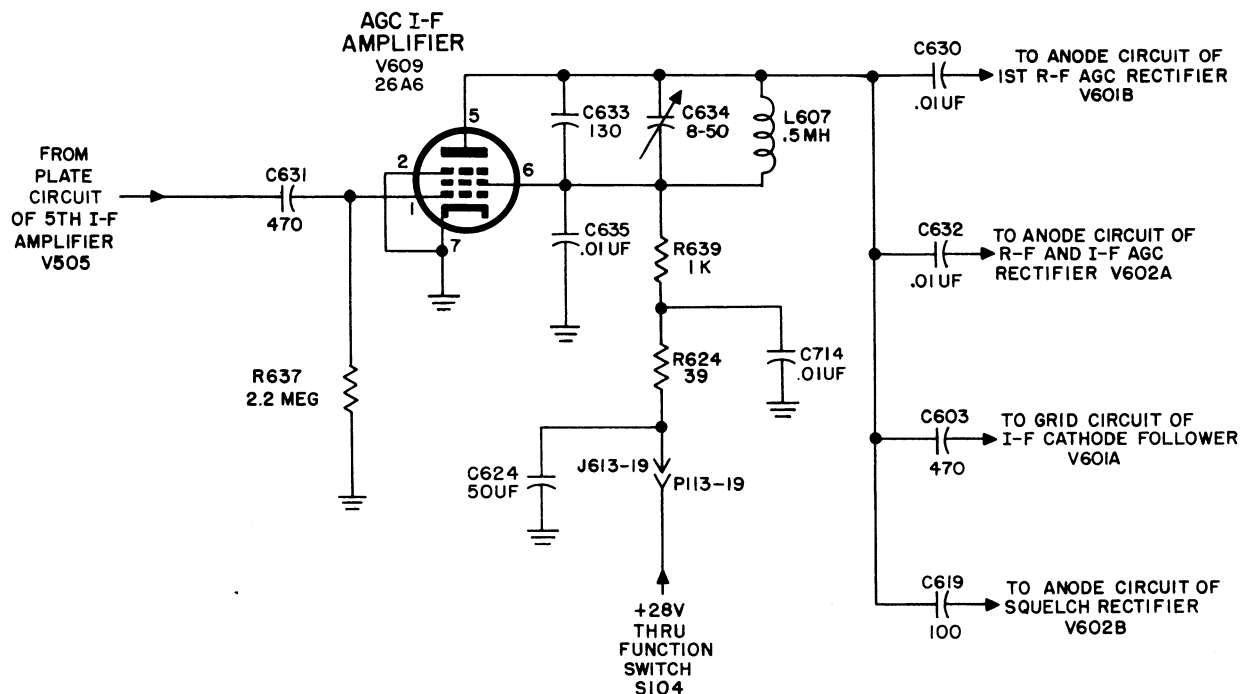 AGC I-F
AMPLIFIER
V609
26A6
FROM
PLATE
CIRCUIT
OF 5TH I-F
AMPLIFIER
V505
C631
470
R637
2.2 MEG
5
2
1
6
7
C633
130
C634
8-50
L607
.5MH
C635
.01UF
R639
1K
R624
39
C714
.01UF
C624
50UF
J613-19
P113-19
+28V
THRU
FUNCTION
SWITCH
S104
C630
.01UF
TO ANODE CIRCUIT OF
1ST R-F AGC RECTIFIER
V601B
C632
.01UF
TO ANODE CIRCUIT OF
R-F AND I-F AGC
RECTIFIER V602A
C603
470
TO GRID CIRCUIT OF
I-F CATHODE FOLLOWER
V601A
C619
100
TO ANODE CIRCUIT OF
SQUELCH RECTIFIER
V602B